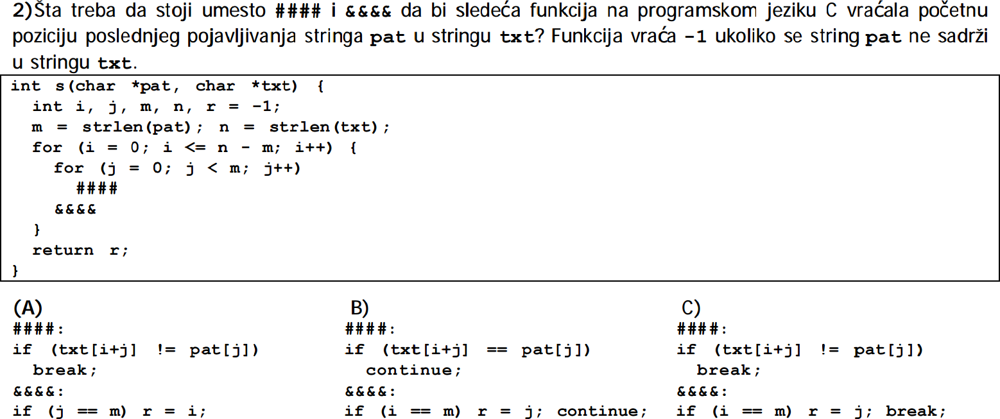 2)Šta treba da stoji umesto #### i &&&& da bi sledeća funkcija na programskom jeziku C vraćala početnu
poziciju poslednjeg pojavljivanja stringa pat u stringu txt? Funkcija vraća -1 ukoliko se string pat ne sadrži
u stringu txt.
int s(char *pat, char *txt) {
int i, j, m, n, r = -1;
m = strlen(pat); n = strlen(txt);
for (i = 0; i <= n - m; i++) {
for (j = 0; j < m; j++)
####
&&&&
}
return r;
}
(A)
####:
if (txt[i+j] != pat[j])
break;
&&&&:
if (j == m) r = i;
B)
####:
if (txt[i+j] == pat[j])
continue;
&&&&:
if (i == m) r = j; continue;
C)
####:
if (txt[i+j] != pat[j])
break;
&&&&:
if (i == m) r = j; break;